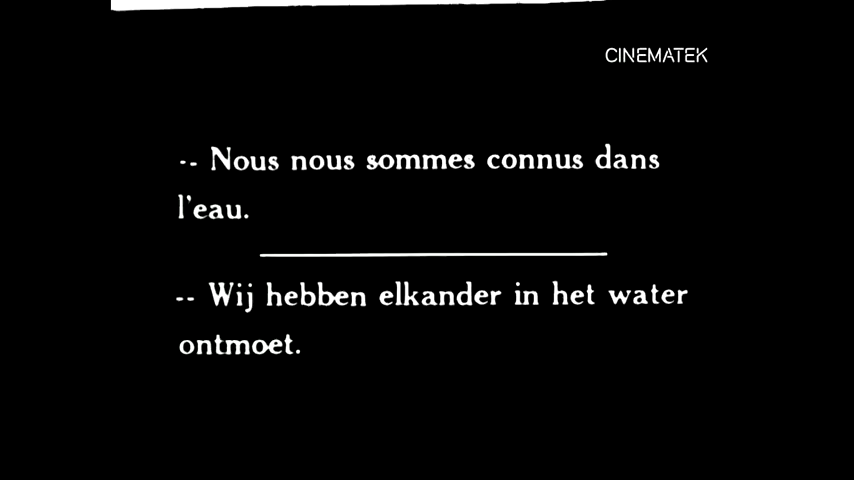 CINEMATEK
-- Nous nous sommes connus dans
l'eau.
-- Wij hebben elkander in het water
ontmoet.